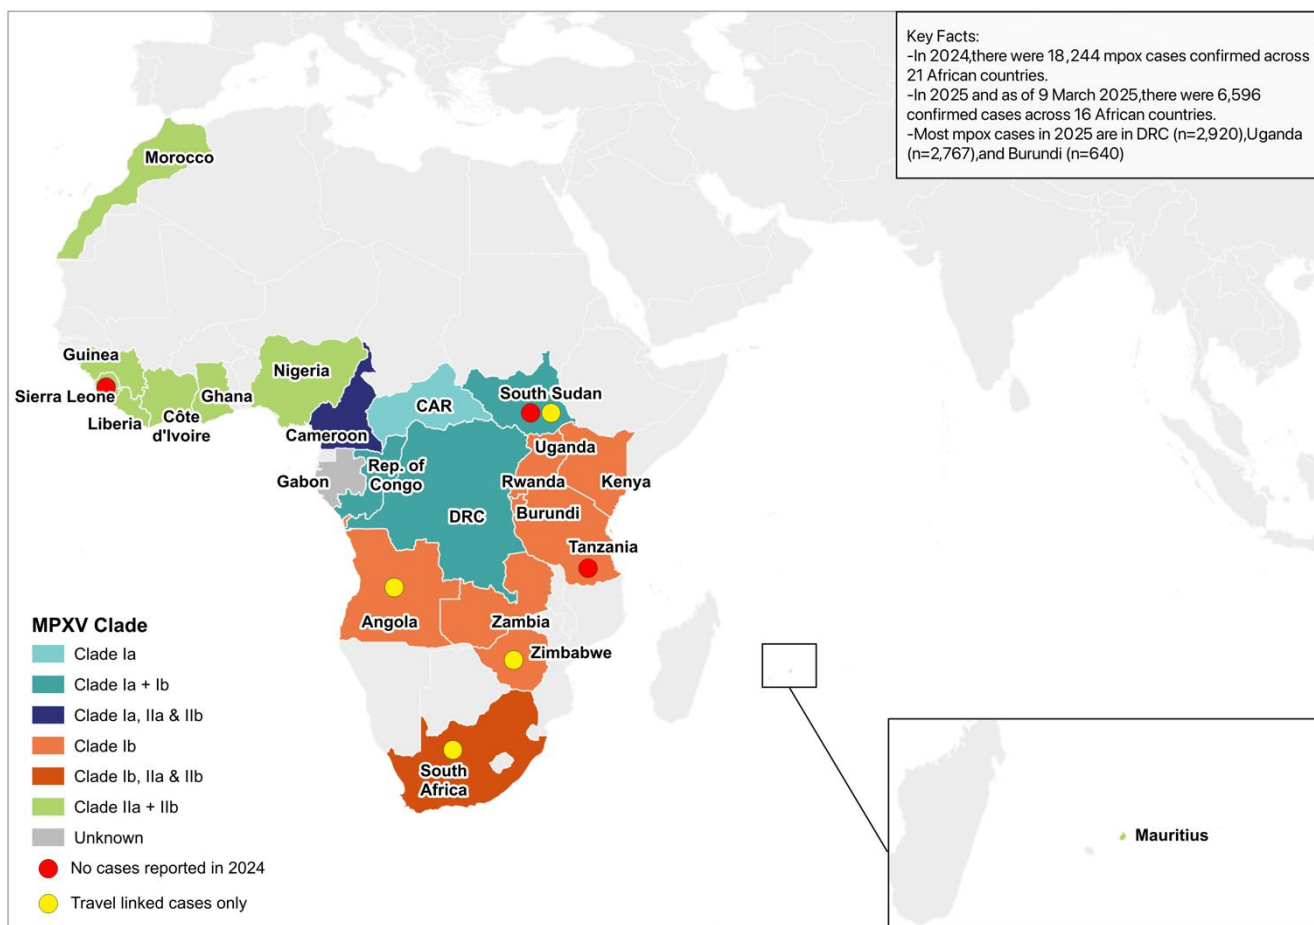 Key Facts:
-In 2024,there were 18,244 mpox cases confirmed across
21 African countries.
-In 2025 and as of 9 March 2025,there were 6,596
confirmed cases across 16 African countries.
-Most mpox cases in 2025 are in DRC (n=2,920),Uganda
(n=2,767),and Burundi (n=640)
Morocco
Guinea
Sierra Leone
Liberia
Côte
d'Ivoire
Ghana
Nigeria
Cameroon
CAR
South Sudan
Gabon
Rep. of
Congo
DRC
Uganda
Rwanda
Kenya
Burundi
Tanzania
Angola
Zambia
Zimbabwe
South
Africa
MPXV Clade
Clade Ia
Clade Ia + Ib
Clade Ia, IIa & IIb
Clade Ib
Clade Ib, IIa & IIb
Clade IIa + IIb
Unknown
No cases reported in 2024
Travel linked cases only
Mauritius